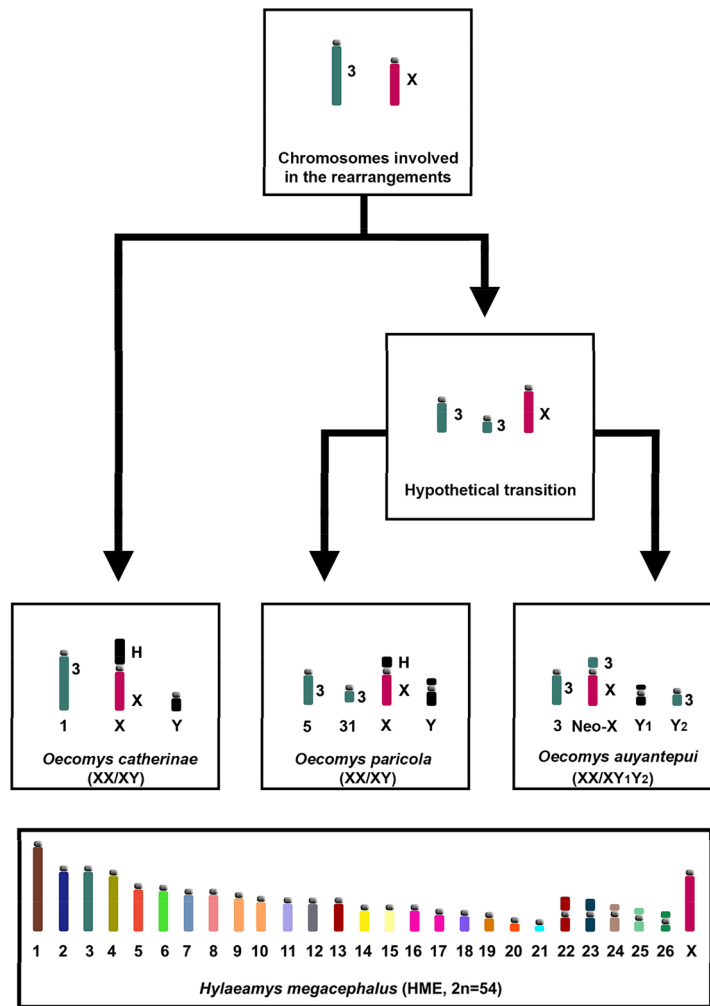 3
X
Chromosomes involved
in the rearrangements
3
3
X
Hypothetical transition
3
H
X
1
X
Y
Oecomys catherinae
(XX/XY)
3
3
H
X
5
31
X
Y
Oecomys paricola
(XX/XY)
3
3
X
3
3
Neo-X
Y1
Y2
Oecomys auyantepui
(XX/XY1Y2)
1 2 3 4 5 6 7 8 9 10 11 12 13 14 15 16 17 18 19 20 21 22 23 24 25 26 X
Hylaeamys megacephalus (HME, 2n=54)